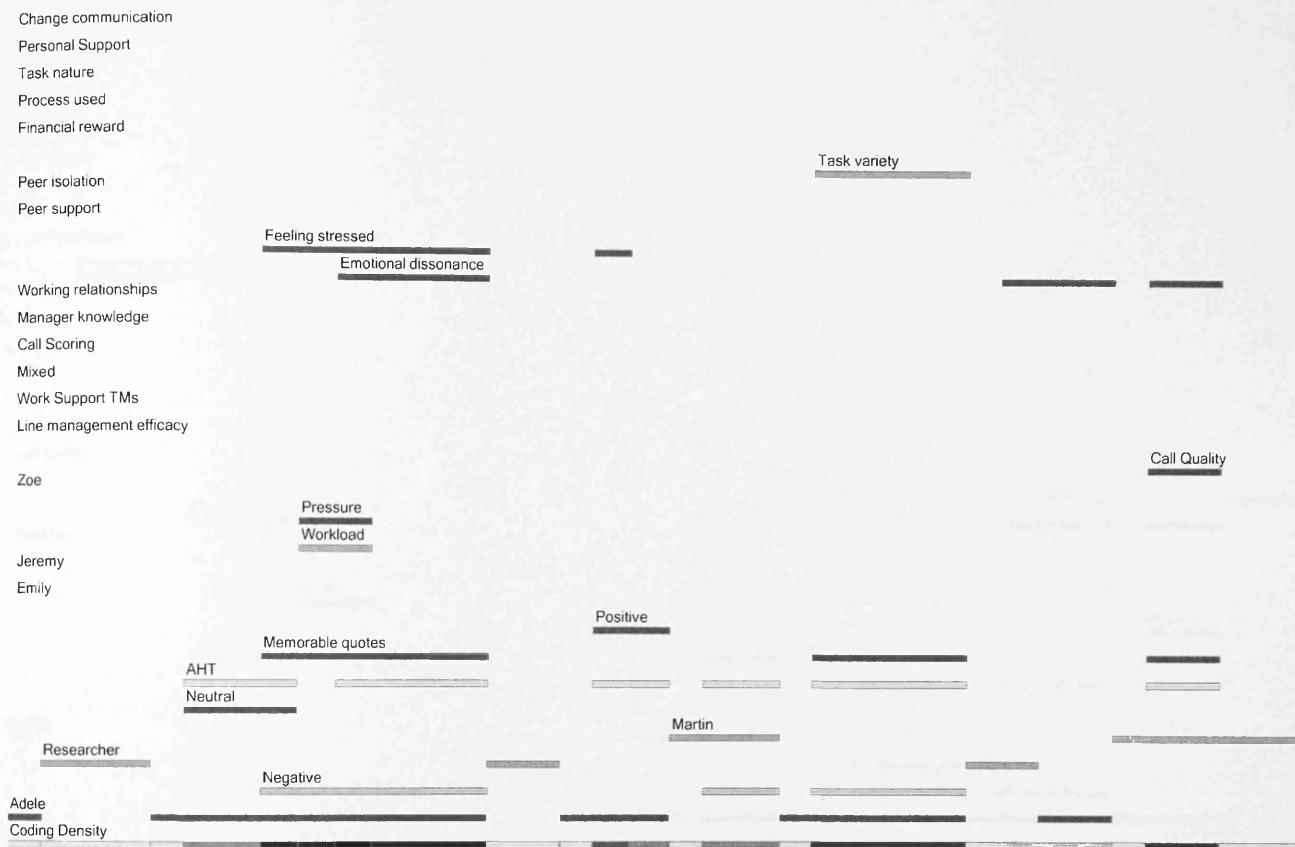 Change communication
Personal Support
Task nature
Process used
Financial reward
Task variety
Peer isolation
Peer support
Feeling stressed
Emotional dissonance
Working relationships
Manager knowledge
Call Scoring
Mixed
Work Support TMs
Line management efficacy
Call Quality
Zoe
Pressure
Workload
Jeremy
Emily
Positive
Memorable quotes
AHT
Neutral
Martin
Researcher
Negative
Adele
Coding Density